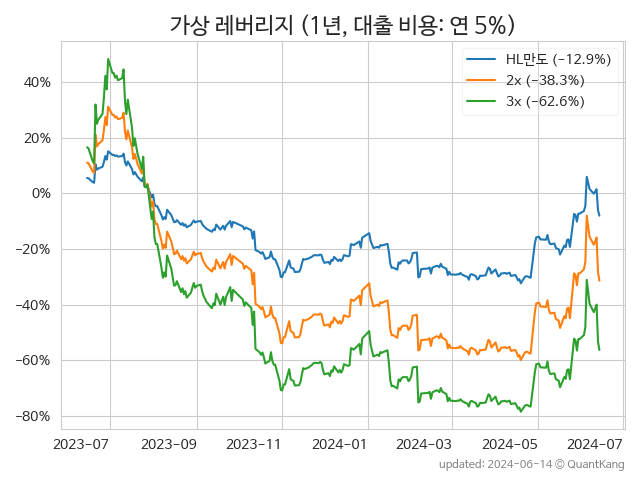 가상 레버리지 (1년, 대출 비용: 연 5%)
HL만도 (-12.9%)
2x (-38.3%)
3x (-62.6%)
40%
20%
0%
-20%
-40%
-60%
-80%
2023-07 2023-09 2023-11 2024-01 2024-03 2024-05 2024-07
updated: 2024-06-14 © QuantKang